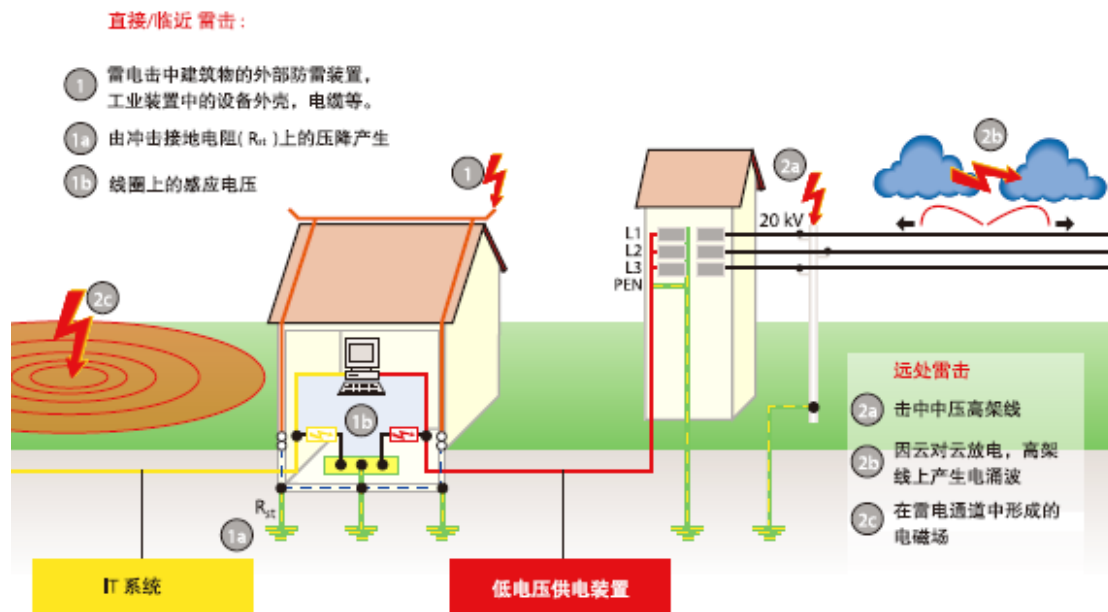 直接/临近 雷击：
1 雷电击中建筑物的外部防雷装置，
工业装置中的设备外壳，电缆等。
1a 由冲击接地电阻( Rst )上的压降产生
1b 线圈上的感应电压
1
2a
2b
20 kV
L1
L2
L3
PEN
2c
1b
Rst
1a
远处雷击
2a 击中中压高架线
2b 因云对云放电，高架
线上产生电涌波
2c 在雷电通道中形成的
电磁场
IT 系统
低电压供电装置